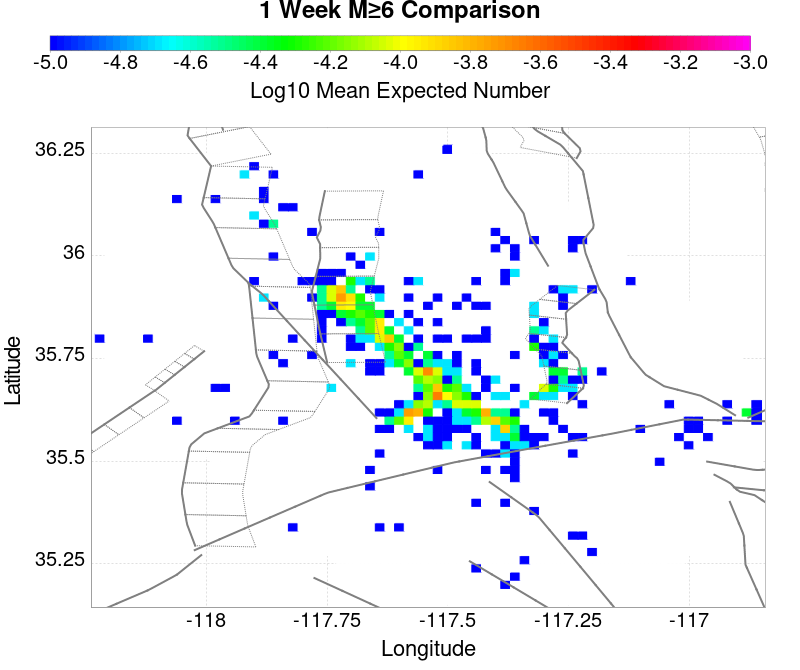 1 Week M≥6 Comparison
-5.0 -4.8 -4.6 -4.4 -4.2 -4.0 -3.8 -3.6 -3.4 -3.2 -3.0
Log10 Mean Expected Number
36.25
36
35.75
35.5
35.25
Latitude
-118 -117.75 -117.5 -117.25 -117
Longitude